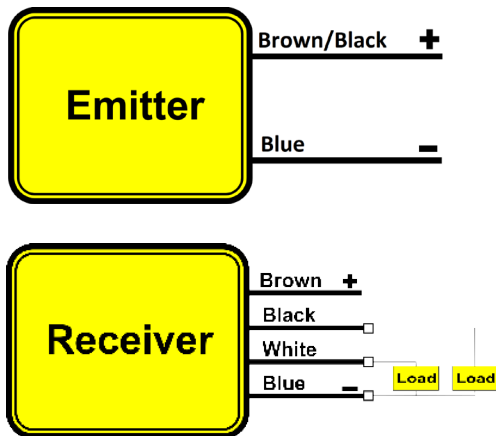 Brown/Black +
Emitter
Blue -
Brown +
Black
Receiver
White
Blue -
Load Load